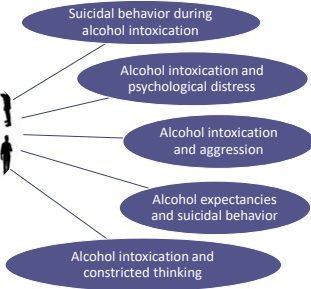 Suicidal behavior during
alcohol intoxication
Alcohol intoxication and
psychological distress
Alcohol intoxication
and aggression
Alcohol expectancies
and suicidal behavior
Alcohol intoxication and
constricted thinking